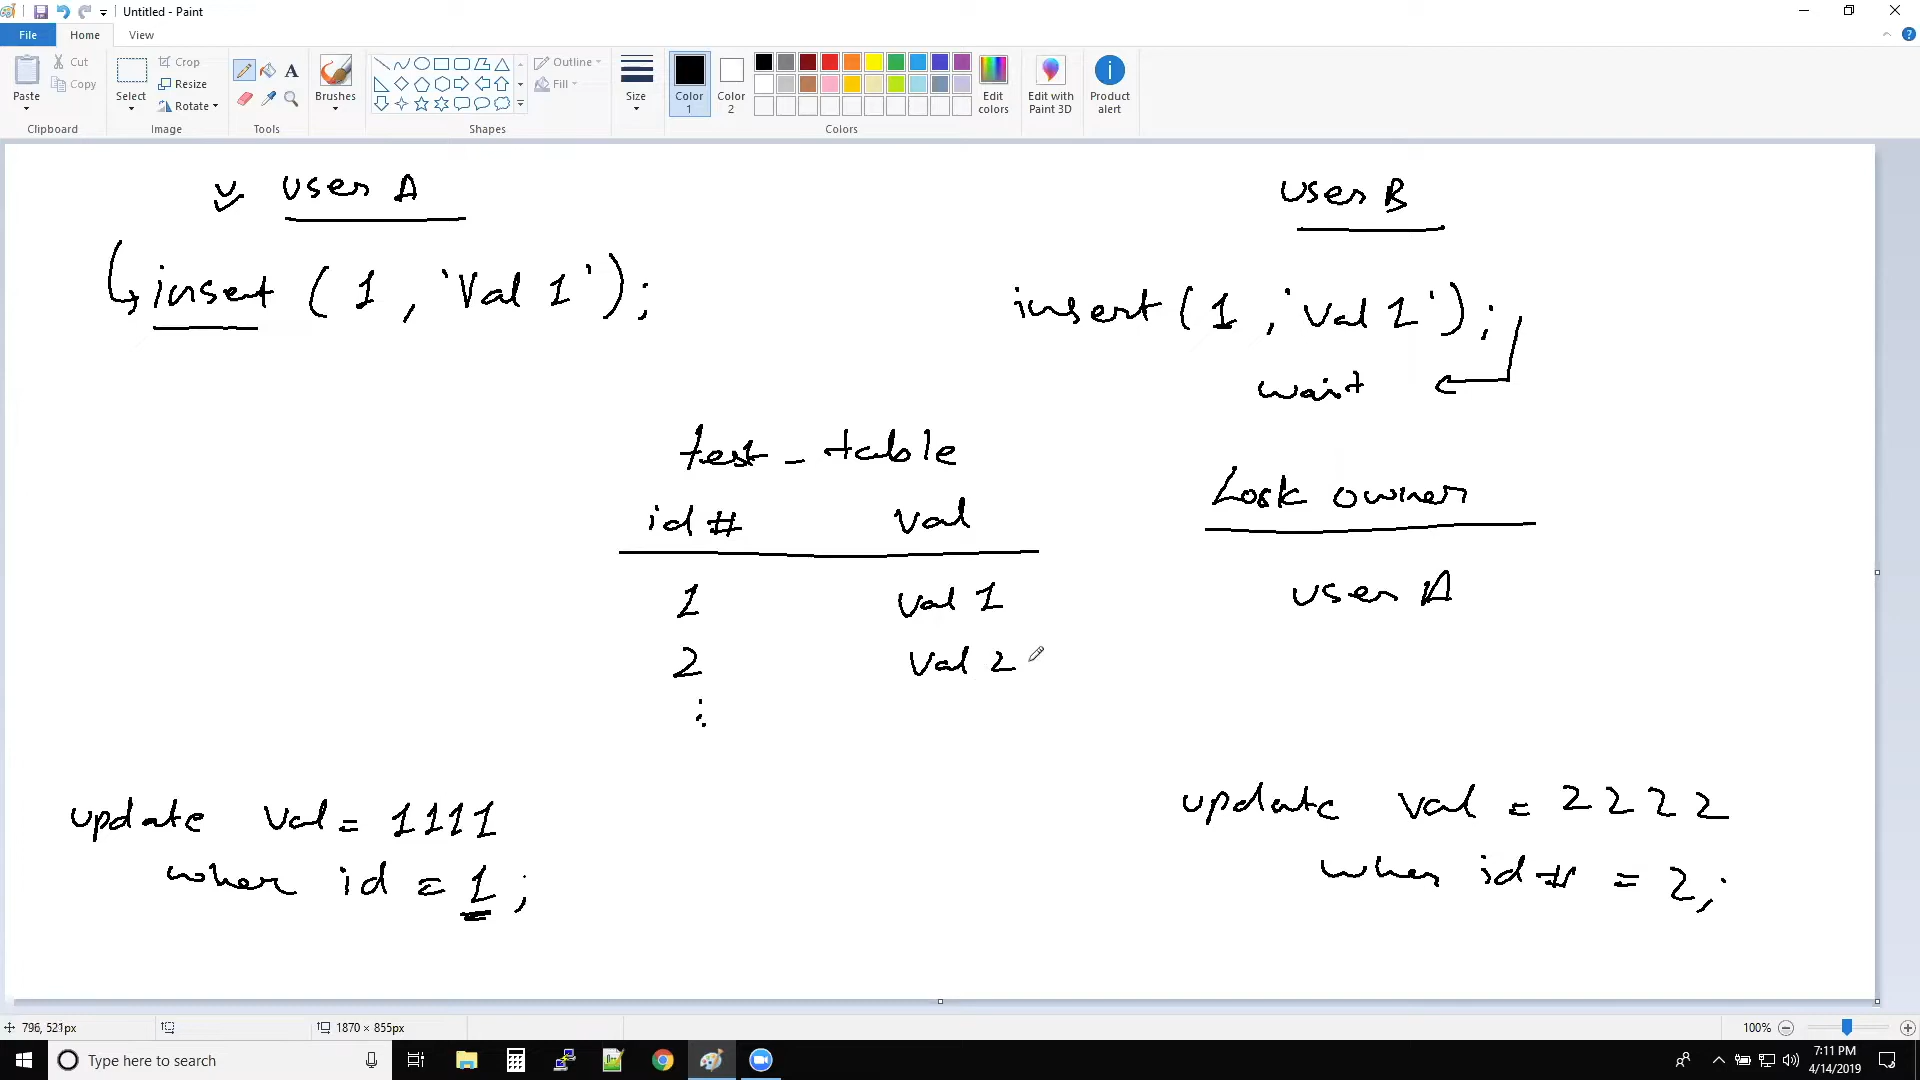 Untitled - Paint
File Home View
Paste
Cut
Copy
Clipboard
Select
Crop
Resize
Rotate
Image
Tools
Brushes
Shapes
Outline
Fill
Size
Color 1
Color 2
Colors
Edit colors
Edit with Paint 3D
Product alert
User A
User B
insert ( 1 , 'Val 1' );
insert ( 1 , 'Val 1' );
wait
test_table
Lock owner
id# val
1 val 1
User A
2 val 2
update val = 1111
update val = 2222
wher id = 1 ;
wher id# = 2 ;
796, 521px
1870 × 855px
100%
Type here to search
7:11 PM
4/14/2019